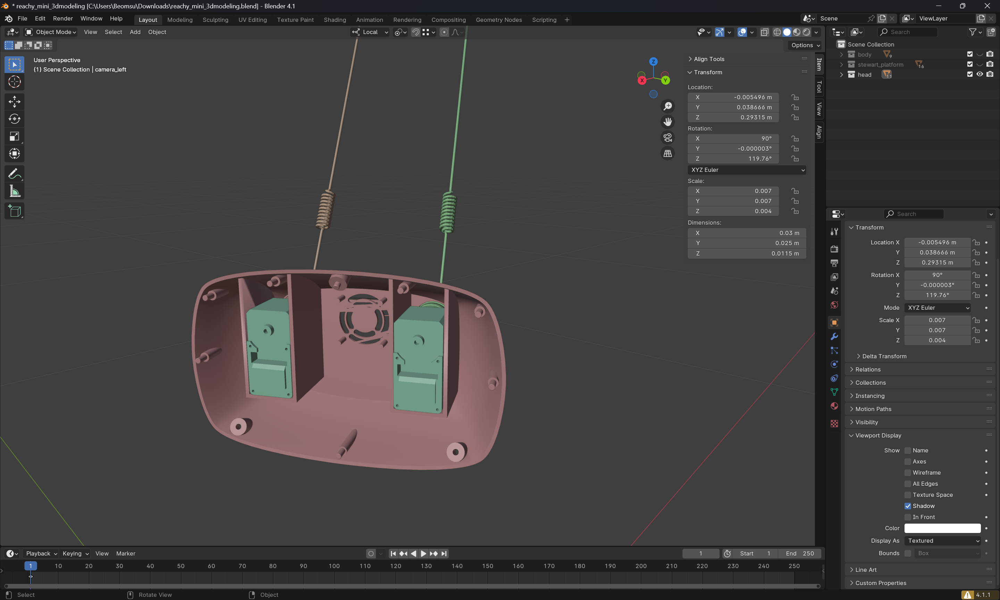 * reachy_mini_3dmodeling [C:\Users\Beomsu\Downloads\reachy_mini_3dmodeling.blend] - Blender 4.1
File Edit Render Window Help Layout Modeling Sculpting UV Editing Texture Paint Shading Animation Rendering Compositing Geometry Nodes Scripting + Scene ViewLayer
Object Mode View Select Add Object Local Search
Options
User Perspective
(1) Scene Collection | camera_left
Z
X
Y
Align Tools
Transform
Location:
X -0.005496 m
Y 0.038666 m
Z 0.29315 m
Rotation:
X 90°
Y -0.000003°
Z 119.76°
XYZ Euler
Scale:
X 0.007
Y 0.007
Z 0.004
Dimensions:
X 0.03 m
Y 0.025 m
Z 0.0115 m
Item
Tool
View
Align
Scene Collection
body 9
stewart_platform 16
head 11
Search
Transform
Location X -0.005496 m
Y 0.038666 m
Z 0.29315 m
Rotation X 90°
Y -0.000003°
Z 119.76°
Mode XYZ Euler
Scale X 0.007
Y 0.007
Z 0.004
Delta Transform
Relations
Collections
Instancing
Motion Paths
Visibility
Viewport Display
Show Name
Axes
Wireframe
All Edges
Texture Space
Shadow
In Front
Color
Display As Textured
Bounds Box
Line Art
Custom Properties
Playback Keying View Marker 1 Start 1 End 250
1 10 20 30 40 50 60 70 80 90 100 110 120 130 140 150 160 170 180 190 200 210 220 230 240 250
Select Rotate View Object 4.1.1